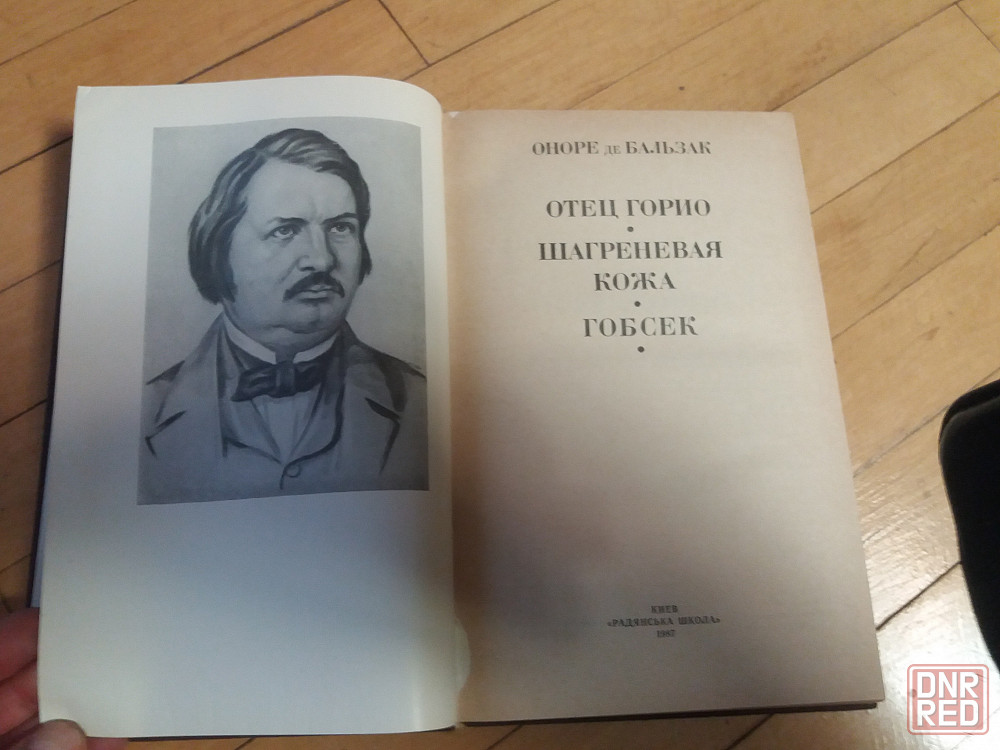 ОНОРЕ ДЕ БАЛЬЗАК
ОТЕЦ ГОРИО
•
ШАГРЕНЕВАЯ
КОЖА
•
ГОБСЕК
•
КИЕВ
«РАДЯНСЬКА ШКОЛА»
1987
DNR
RED